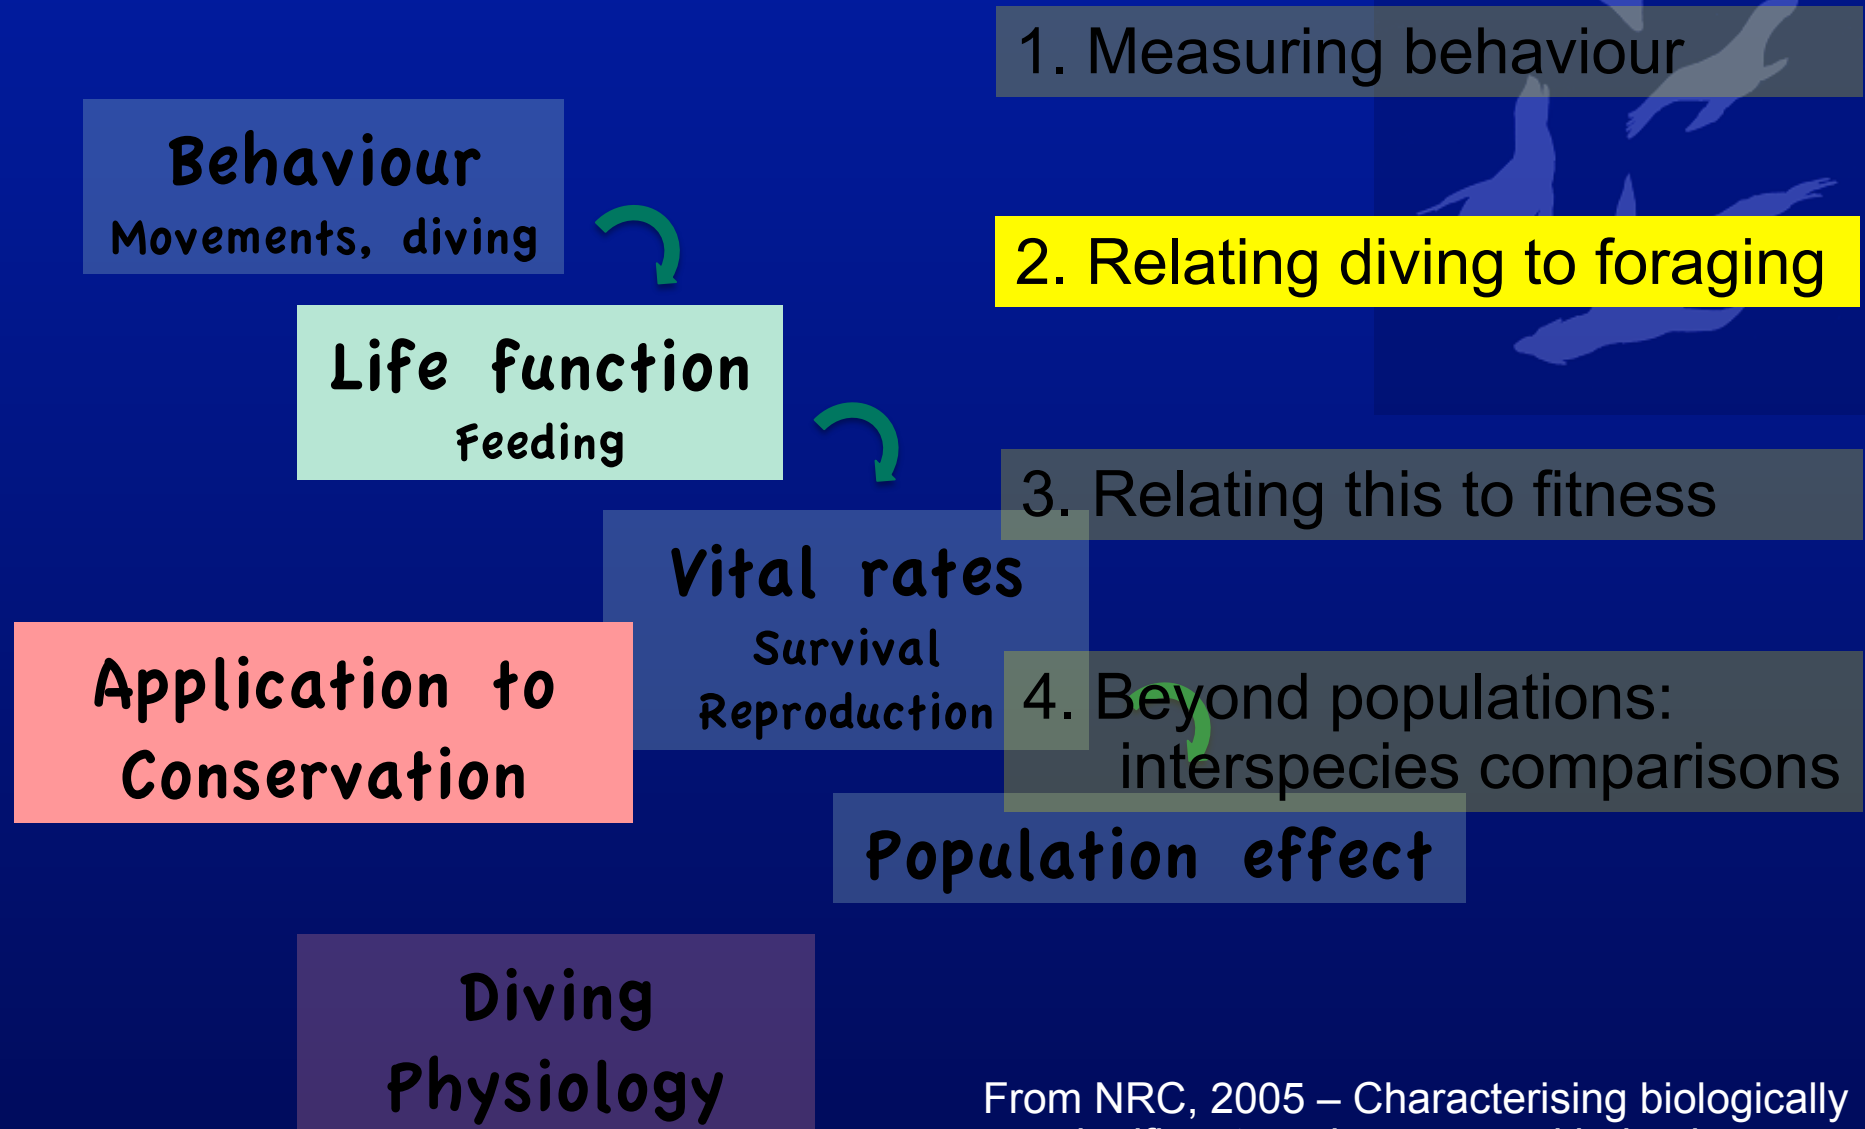 1. Measuring behaviour
Behaviour
Movements, diving
2. Relating diving to foraging
Life function
Feeding
3. Relating this to fitness
Vital rates
Survival
Reproduction
4. Beyond populations:
interspecies comparisons
Application to
Conservation
Population effect
Diving
Physiology
From NRC, 2005 – Characterising biologically